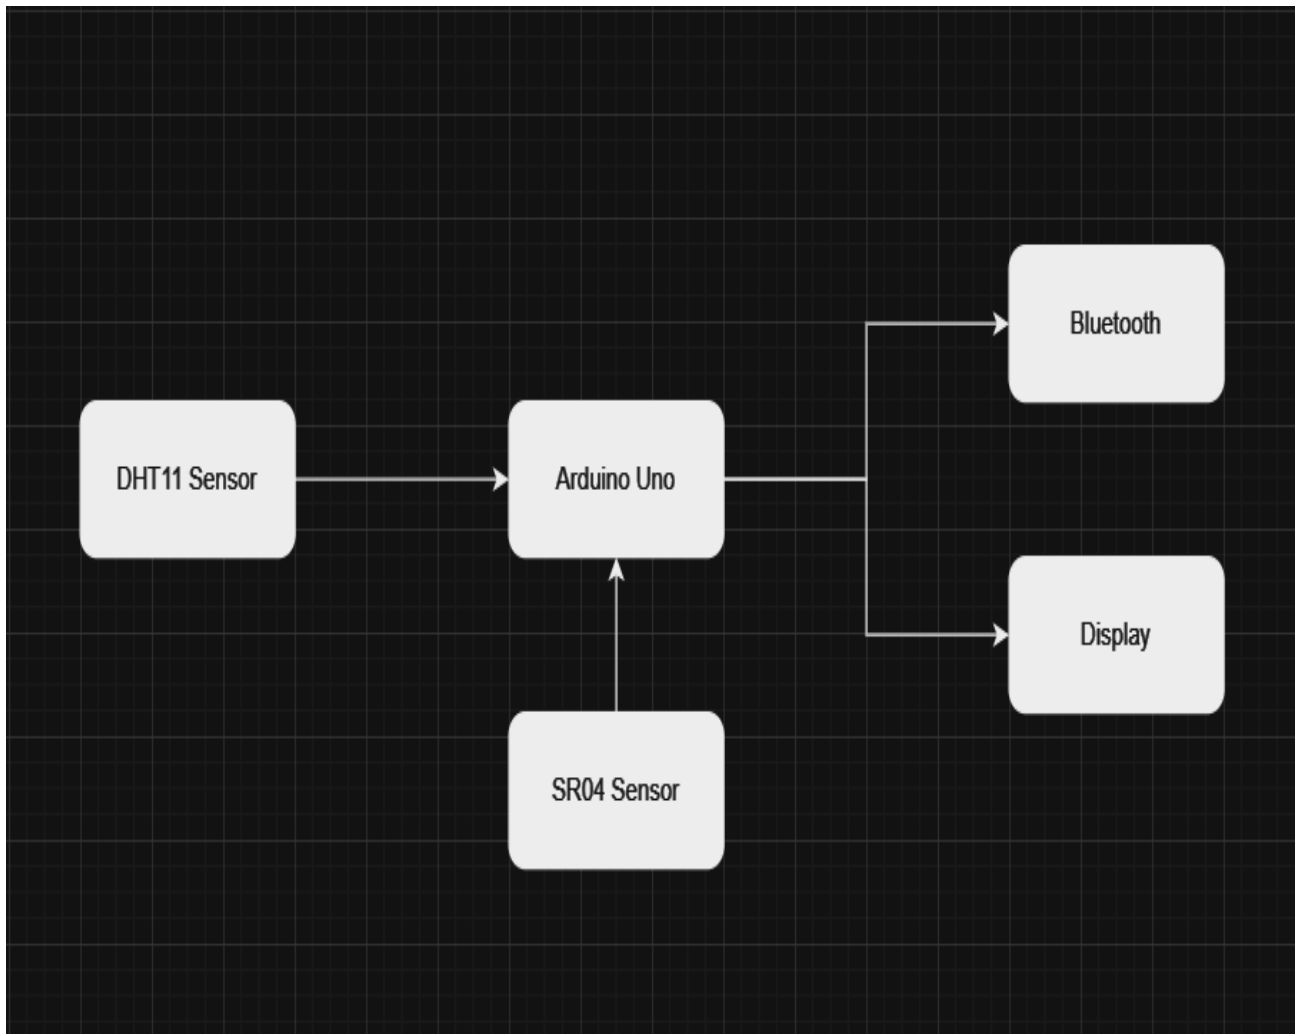 Bluetooth
DHT11 Sensor
Arduino Uno
Display
SR04 Sensor